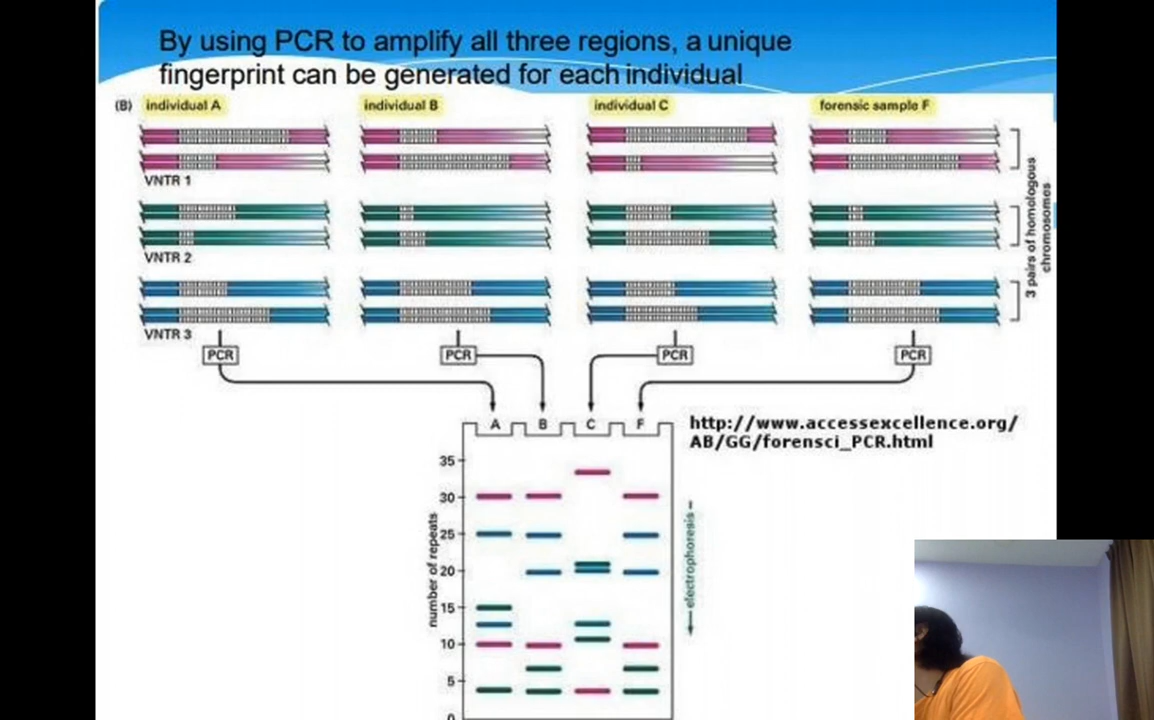 By using PCR to amplify all three regions, a unique
fingerprint can be generated for each individual
(B) individual A individual B individual C forensic sample F
VNTR 1
VNTR 2
VNTR 3
3 pairs of homologous
chromosomes
PCR PCR PCR PCR
A B C F
http://www.accessexcellence.org/
AB/GG/forensci_PCR.html
number of repeats
35
30
25
20
15
10
5
0
electrophoresis